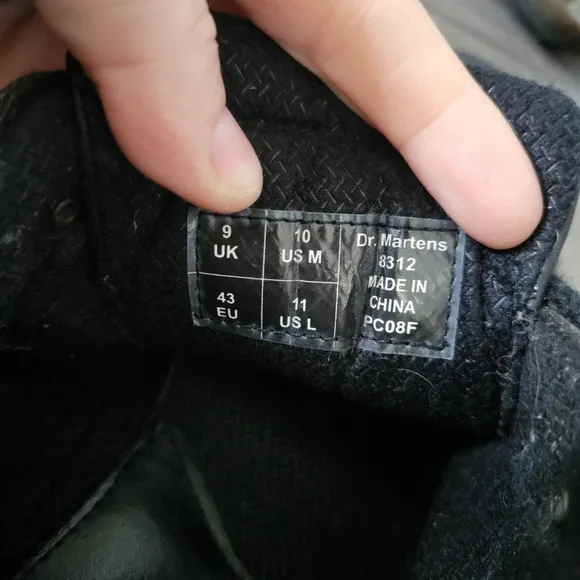 9
UK
10
US M
43
EU
11
US L
Dr. Martens
8312
MADE IN
CHINA
PC08F